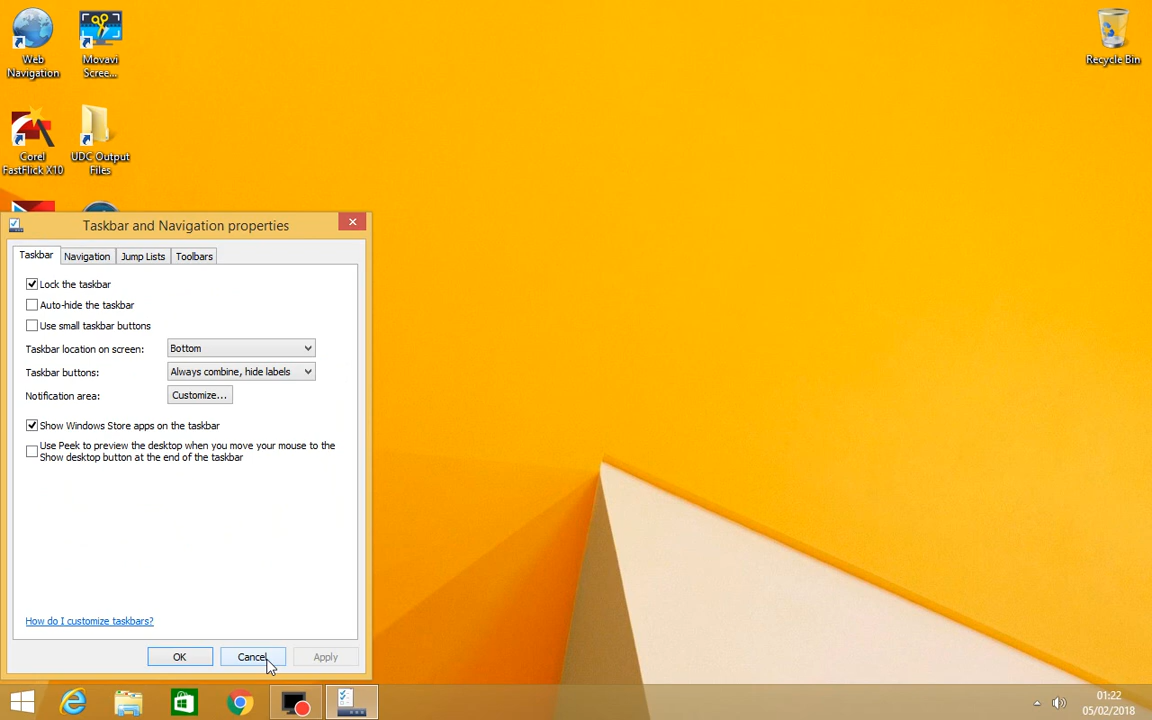 Web
Navigation
Movavi
Scree...
Recycle Bin
Corel
FastFlick X10
UDC Output
Files
Taskbar and Navigation properties
Taskbar
Navigation
Jump Lists
Toolbars
Lock the taskbar
Auto-hide the taskbar
Use small taskbar buttons
Taskbar location on screen:
Bottom
Taskbar buttons:
Always combine, hide labels
Notification area:
Customize...
Show Windows Store apps on the taskbar
Use Peek to preview the desktop when you move your mouse to the
Show desktop button at the end of the taskbar
How do I customize taskbars?
OK
Cancel
Apply
01:22
05/02/2018